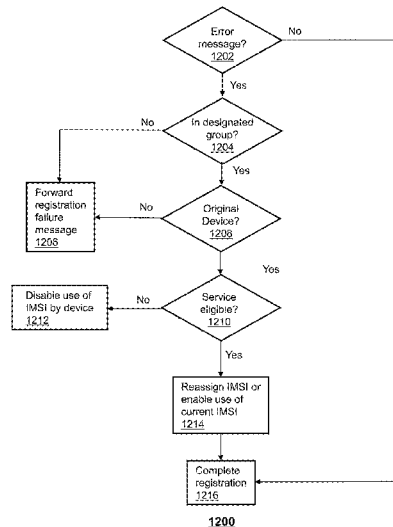 Error
message?
1202
No
Yes
No
In designated
group?
1204
Yes
Forward
registration
failure
message
1208
No
Original
Device?
1208
Yes
Disable use of
IMSI by device
1212
No
Service
eligible?
1210
Yes
Reassign IMSI or
enable use of
current IMSI
1214
Complete
registration
1216
1200